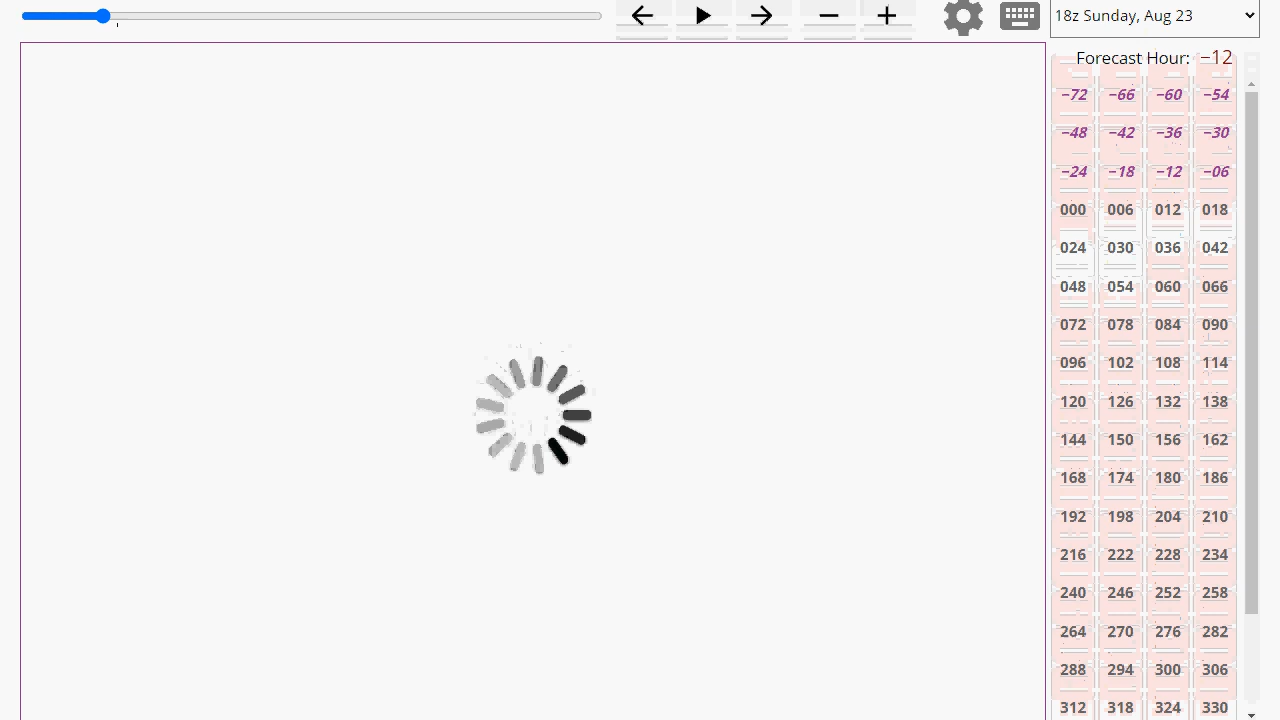 18z Sunday, Aug 23
Forecast Hour: −12
−72 −66 −60 −54
−48 −42 −36 −30
−24 −18 −12 −06
000 006 012 018
024 030 036 042
048 054 060 066
072 078 084 090
096 102 108 114
120 126 132 138
144 150 156 162
168 174 180 186
192 198 204 210
216 222 228 234
240 246 252 258
264 270 276 282
288 294 300 306
312 318 324 330